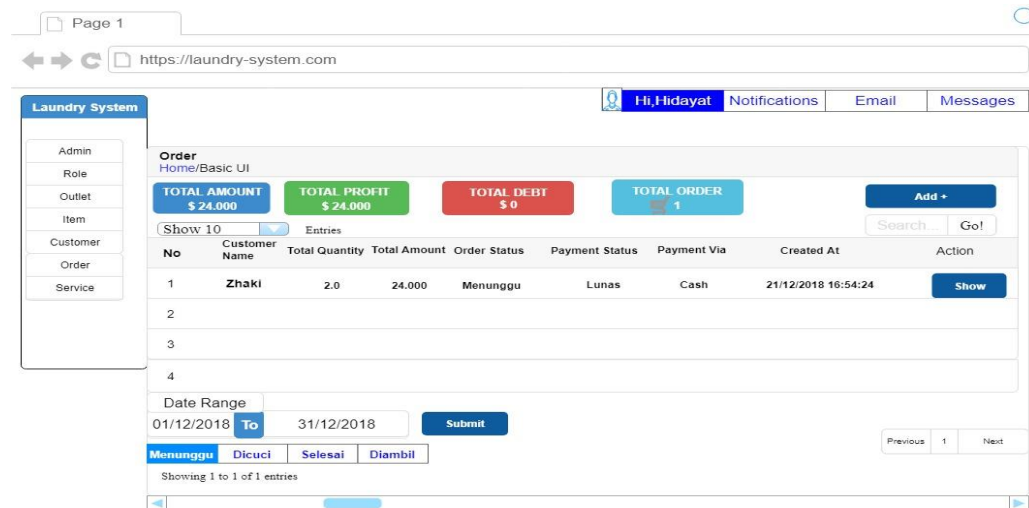 Page 1
https://laundry-system.com
Laundry System
Hi,Hidayat Notifications Email Messages
Admin
Role
Outlet
Item
Customer
Order
Service
Order
Home/Basic UI
TOTAL AMOUNT
$ 24.000
TOTAL PROFIT
$ 24.000
TOTAL DEBT
$ 0
TOTAL ORDER
1
Add +
Show 10 Entries
Search... Go!
No Customer Name Total Quantity Total Amount Order Status Payment Status Payment Via Created At Action
1 Zhaki 2.0 24.000 Menunggu Lunas Cash 21/12/2018 16:54:24 Show
2
3
4
Date Range
01/12/2018 To 31/12/2018 Submit
Previous 1 Next
Menunggu Dicuci Selesai Diambil
Showing 1 to 1 of 1 entries